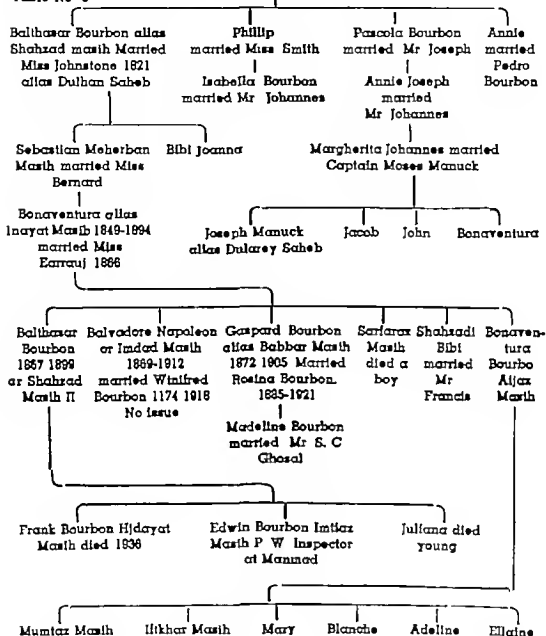 Balthasar Bourbon alias
Shahzad masih Married
Miss Johnstone 1821
alias Dulhan Saheb
Phillip
married Miss Smith
Isabella Bourbon
married Mr Johannes
Pascola Bourbon
married Mr Joseph
Annie Joseph
married
Mr Johannes
Annie
married
Pedro
Bourbon
Sebastian Meherban
Masih married Miss
Bernard
Bibi Joanna
Margherita Johannes married
Captain Moses Manuck
Bonaventura alias
Inayat Masih 1849-1894
married Miss
Earrauj 1866
Joseph Manuck
alias Dularey Saheb
Jacob
John
Bonaventura
Balthasar
Bourbon
1867 1899
or Shahzad
Masih II
Balvadore Napoleon
or Imdad Masih
1869-1912
married Winifred
Bourbon 1174 1918
No issue
Gaspard Bourbon
alias Babbar Masih
1872 1905 Married
Rosina Bourbon
1885-1921
Madeline Bourbon
married Mr S. C
Ghosal
Sarfaraz
Masih
died a
boy
Shahzadi
Bibi
married
Mr
Francis
Bonaven-
tura
Bourbo
Aijaz
Masih
Frank Bourbon Hidayat
Masih died 1936
Edwin Bourbon Imtiaz
Masih P W Inspector
at Manmad
Juliana died
young
Mumtaz Masih
Iftkhar Masih
Mary
Blanche
Adeline
Ellaine